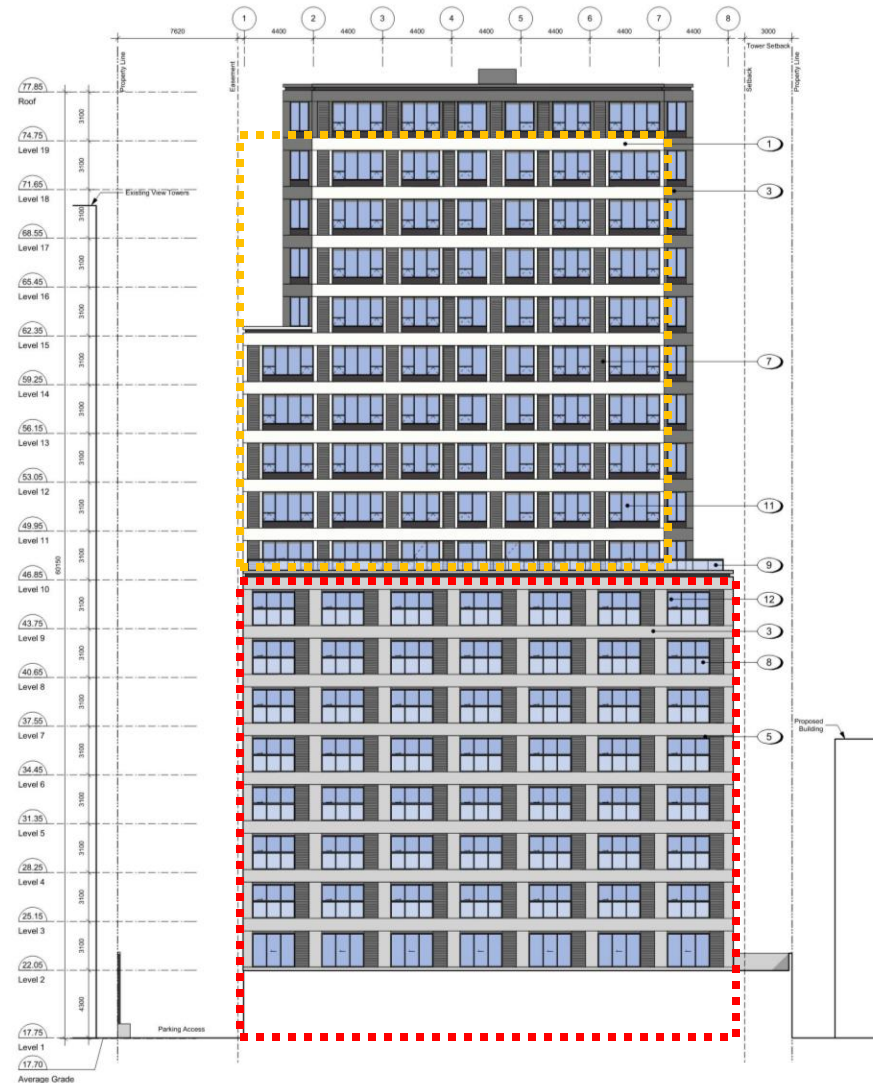 1 2 3 4 5 6 7 8
7620 4400 4400 4400 4400 4400 4400 4400 3000
Tower Setback
Property Line
Easement
Setback
Property Line
77.85
Roof
3100
74.75
Level 19
1
3100
71.65
Level 18
3
Existing View Towers
3100
68.55
Level 17
3100
65.45
Level 16
3100
62.35
Level 15
3100
7
59.25
Level 14
3100
56.15
Level 13
3100
53.05
Level 12
3100
11
49.95
Level 11
3100
60150
9
46.85
Level 10
3100
12
43.75
Level 9
3
3100
8
40.65
Level 8
3100
37.55
Level 7
Proposed
Building
5
3100
34.45
Level 6
3100
31.35
Level 5
3100
28.25
Level 4
3100
25.15
Level 3
3100
22.05
Level 2
4300
17.75
Level 1
Parking Access
17.70
Average Grade